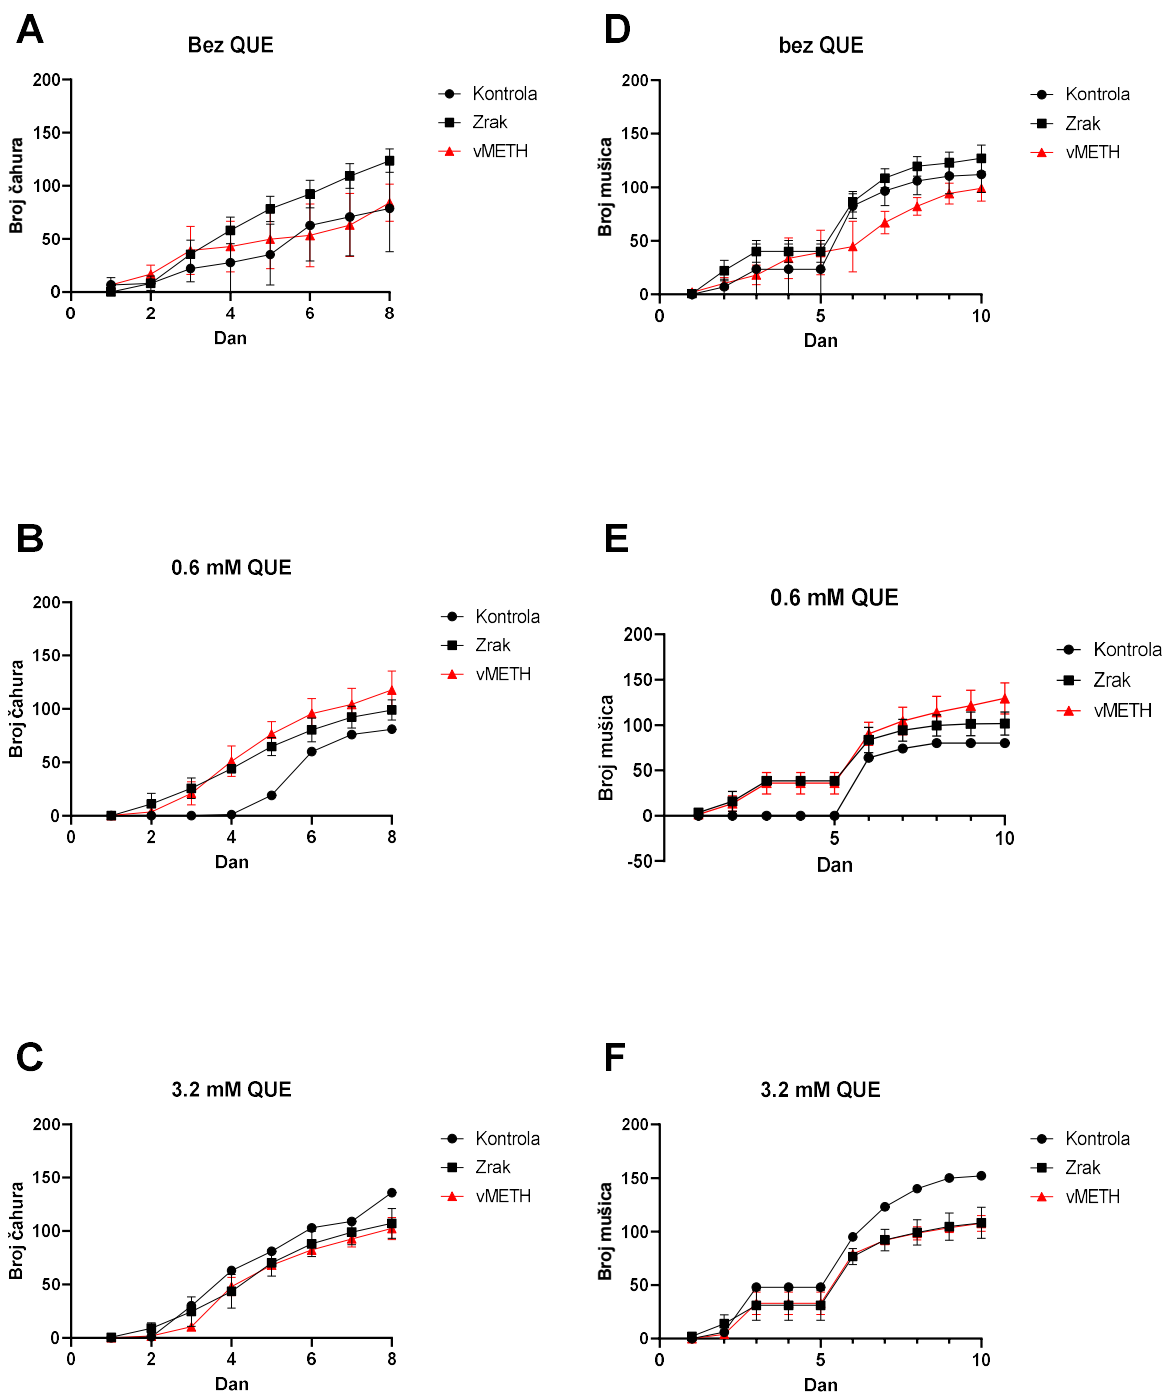 A
Bez QUE
200
150
100
50
0
Broj čahura
0 2 4 6 8
Dan
Kontrola
Zrak
vMETH
D
bez QUE
200
150
100
50
0
Broj mušica
0 5 10
Dan
Kontrola
Zrak
vMETH
B
0.6 mM QUE
200
150
100
50
0
Broj čahura
0 2 4 6 8
Dan
Kontrola
Zrak
vMETH
E
0.6 mM QUE
200
150
100
50
0
-50
Broj mušica
5 10
Dan
Kontrola
Zrak
vMETH
C
3.2 mM QUE
200
150
100
50
0
Broj čahura
0 2 4 6 8
Dan
Kontrola
Zrak
vMETH
F
3.2 mM QUE
200
150
100
50
0
Broj mušica
0 5 10
Dan
Kontrola
Zrak
vMETH